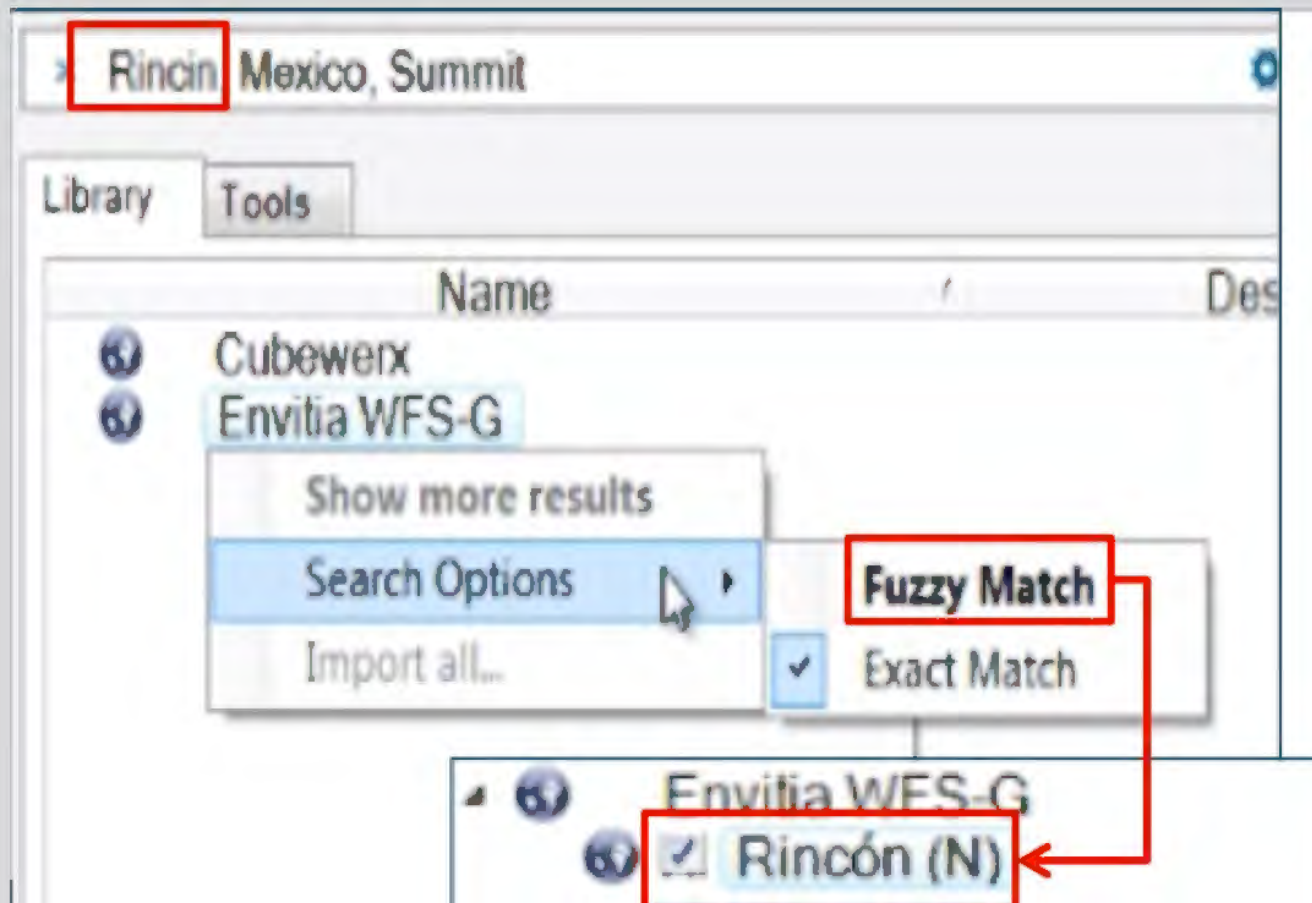 Rincin, Mexico, Summit
Library Tools
Name Des
Cubewerx
Envitia WFS-G
Show more results
Search Options
Fuzzy Match
Import all...
Exact Match
Envitia WFS-G
Rincón (N)